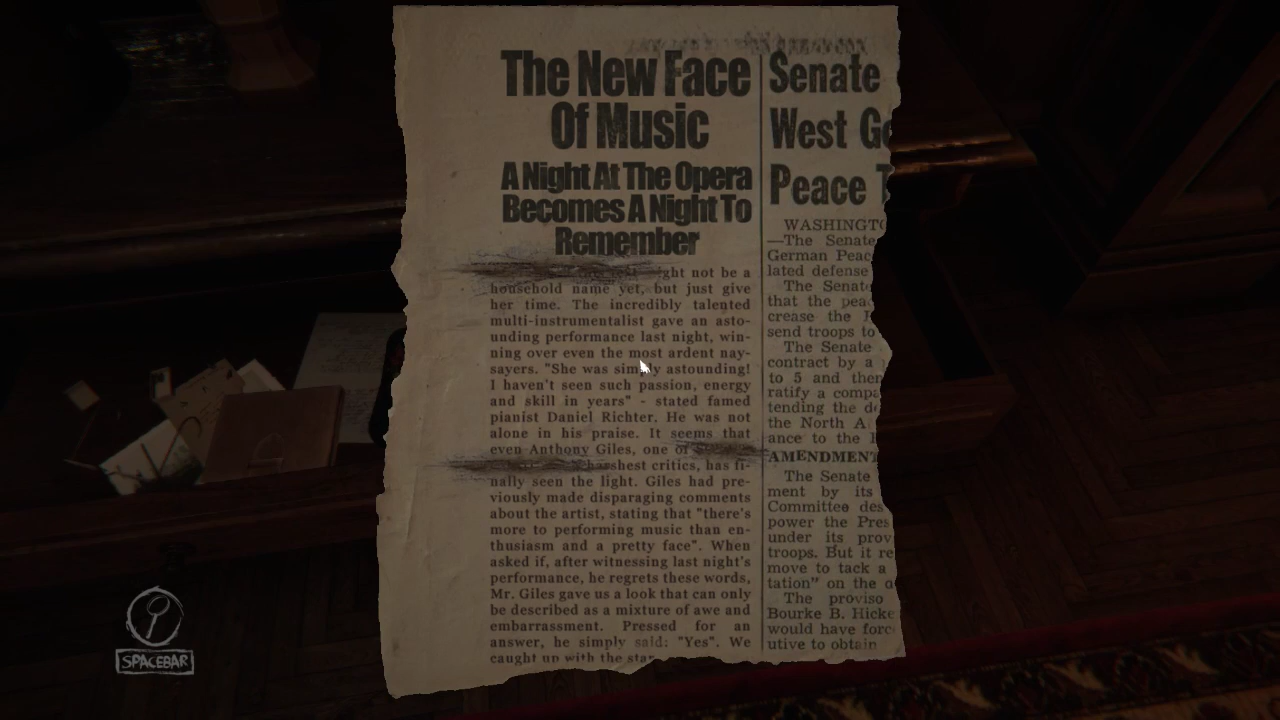 The New Face
Of Music
A Night At The Opera
Becomes A Night To
Remember
ght not be a
household name yet, but just give
her time. The incredibly talented
multi-instrumentalist gave an asto-
unding performance last night, win-
ning over even the most ardent nay-
sayers. "She was simply astounding!
I haven't seen such passion, energy
and skill in years" - stated famed
pianist Daniel Richter. He was not
alone in his praise. It seems that
even Anthony Giles, one of
harshest critics, has fi-
nally seen the light. Giles had pre-
viously made disparaging comments
about the artist, stating that "there's
more to performing music than en-
thusiasm and a pretty face". When
asked if, after witnessing last night's
performance, he regrets these words,
Mr. Giles gave us a look that can only
be described as a mixture of awe and
embarrassment. Pressed for an
answer, he simply said: "Yes". We
caught up with the star
Senate
West G
Peace T
WASHINGTO
—The Senate
German Peac
lated defense
The Senat
that the peac
crease the
send troops to
The Senate
contract by a
to 5 and then
ratify a compa
tending the de
the North A
ance to the
AMENDMENT
The Senate
ment by its
Committee des
power the Pres
under its prov
troops. But it re
move to tack a
tation" on the o
The proviso
Bourke B. Hicke
would have forc
utive to obtain
SPACEBAR